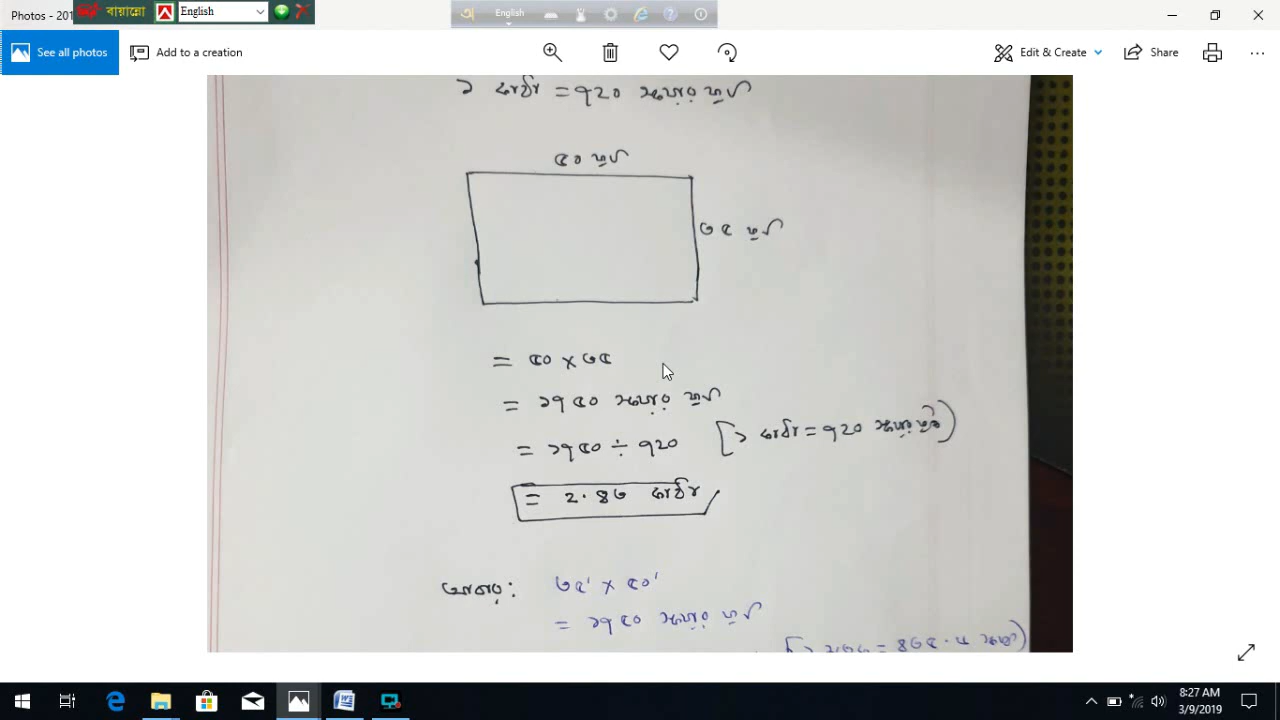 Photos - 201
বায়ান্নো
English
English
See all photos
Add to a creation
Edit & Create
Share
১ কাঠা = ৭২০ স্কয়ার ফুট
৫০ ফুট
৩৫ ফুট
= ৫০ × ৩৫
= ১৭৫০ স্কয়ার ফুট
= ১৭৫০ ÷ ৭২০ [১ কাঠা = ৭২০ স্কয়ার ফুট]
= ২.৪৩ কাঠা
৩৫' × ৫০'
= ১৭৫০ স্কয়ার ফুট
8:27 AM
3/9/2019